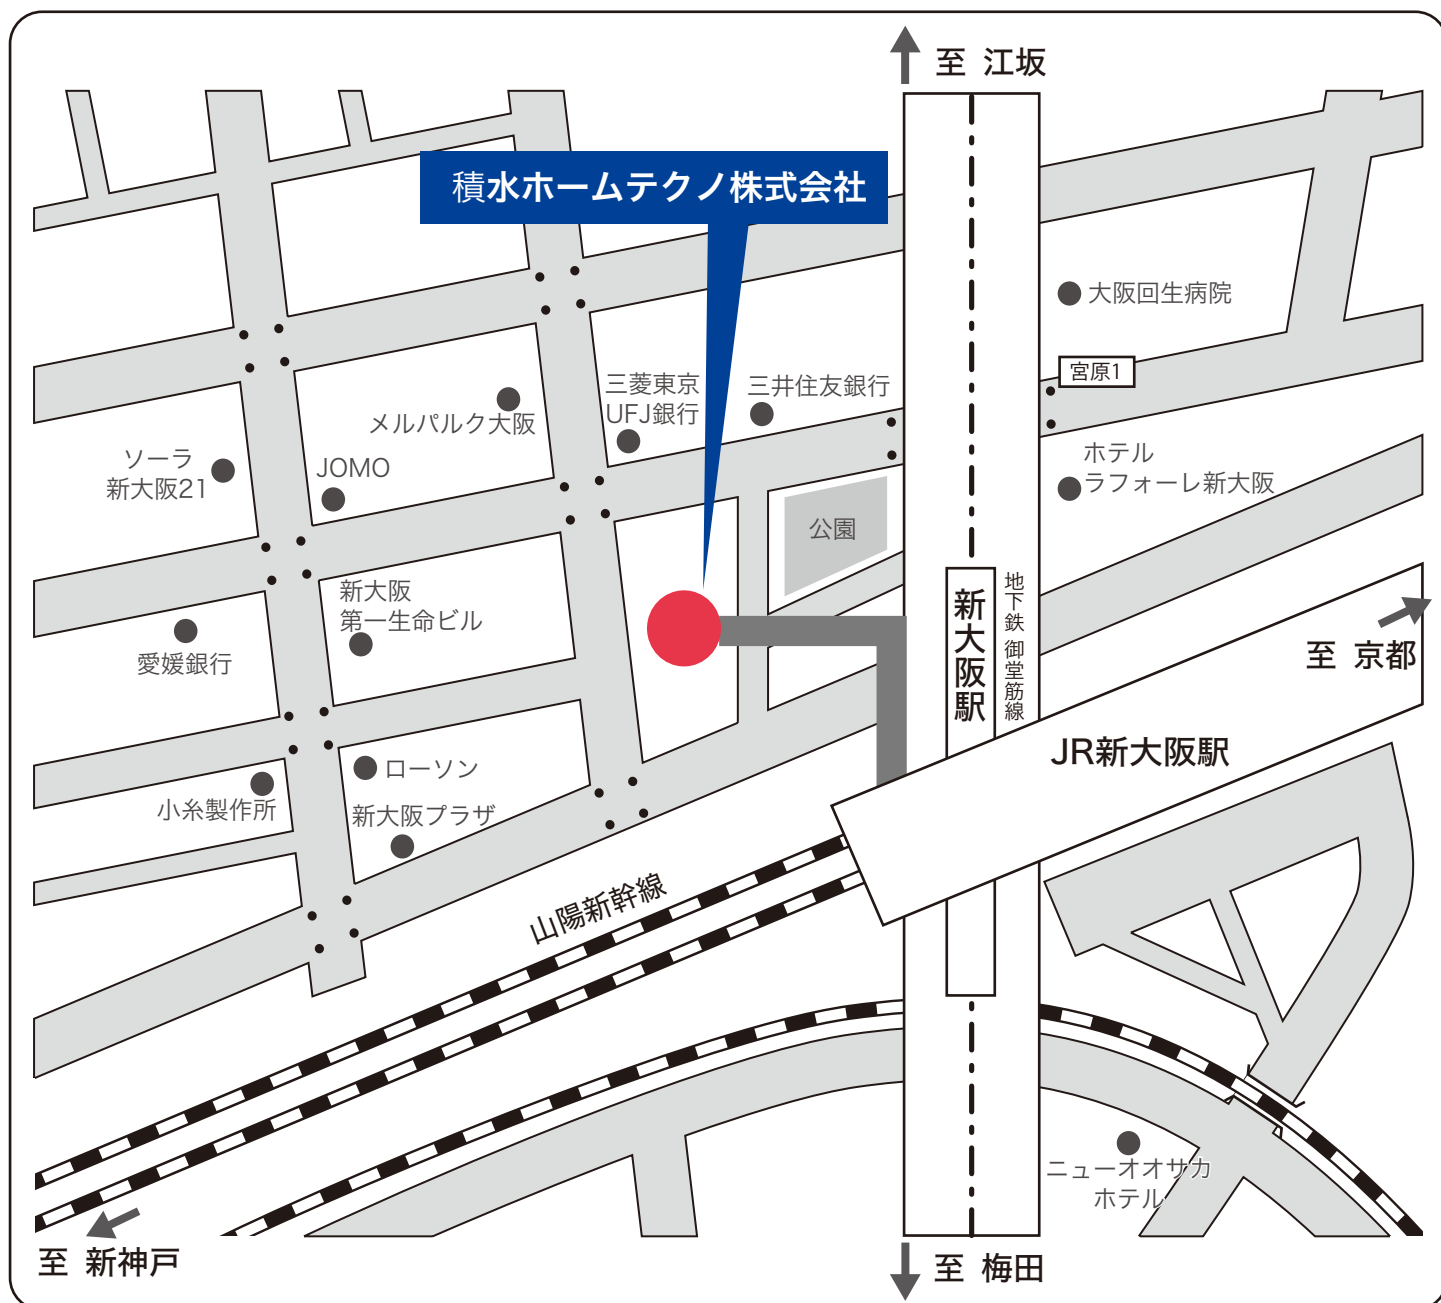 至 江坂
積水ホームテクノ株式会社
大阪回生病院
宮原1
三菱東京
UFJ銀行
三井住友銀行
メルパルク大阪
ソーラ
新大阪21
JOMO
ホテル
ラフォーレ新大阪
公園
新大阪
第一生命ビル
愛媛銀行
新大阪駅
地下鉄 御堂筋線
至 京都
JR新大阪駅
ローソン
小糸製作所
新大阪プラザ
山陽新幹線
ニューオオサカ
ホテル
至 新神戸
至 梅田